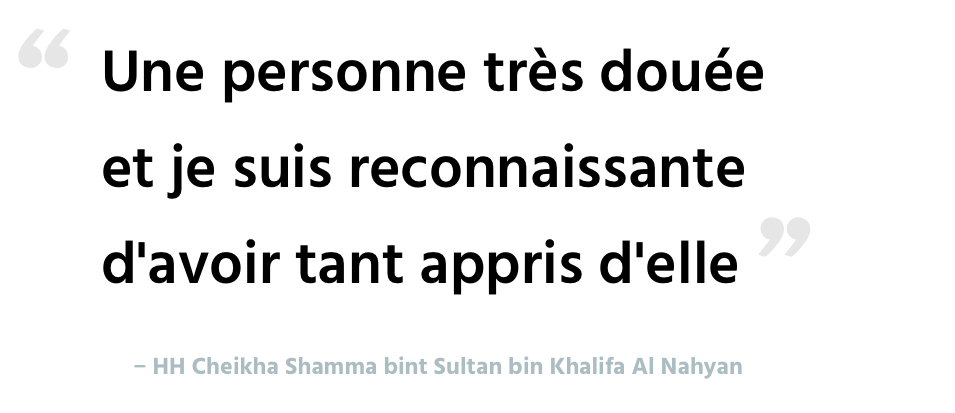 “ Une personne très douée
et je suis reconnaissante
d'avoir tant appris d'elle ”
– HH Cheikha Shamma bint Sultan bin Khalifa Al Nahyan